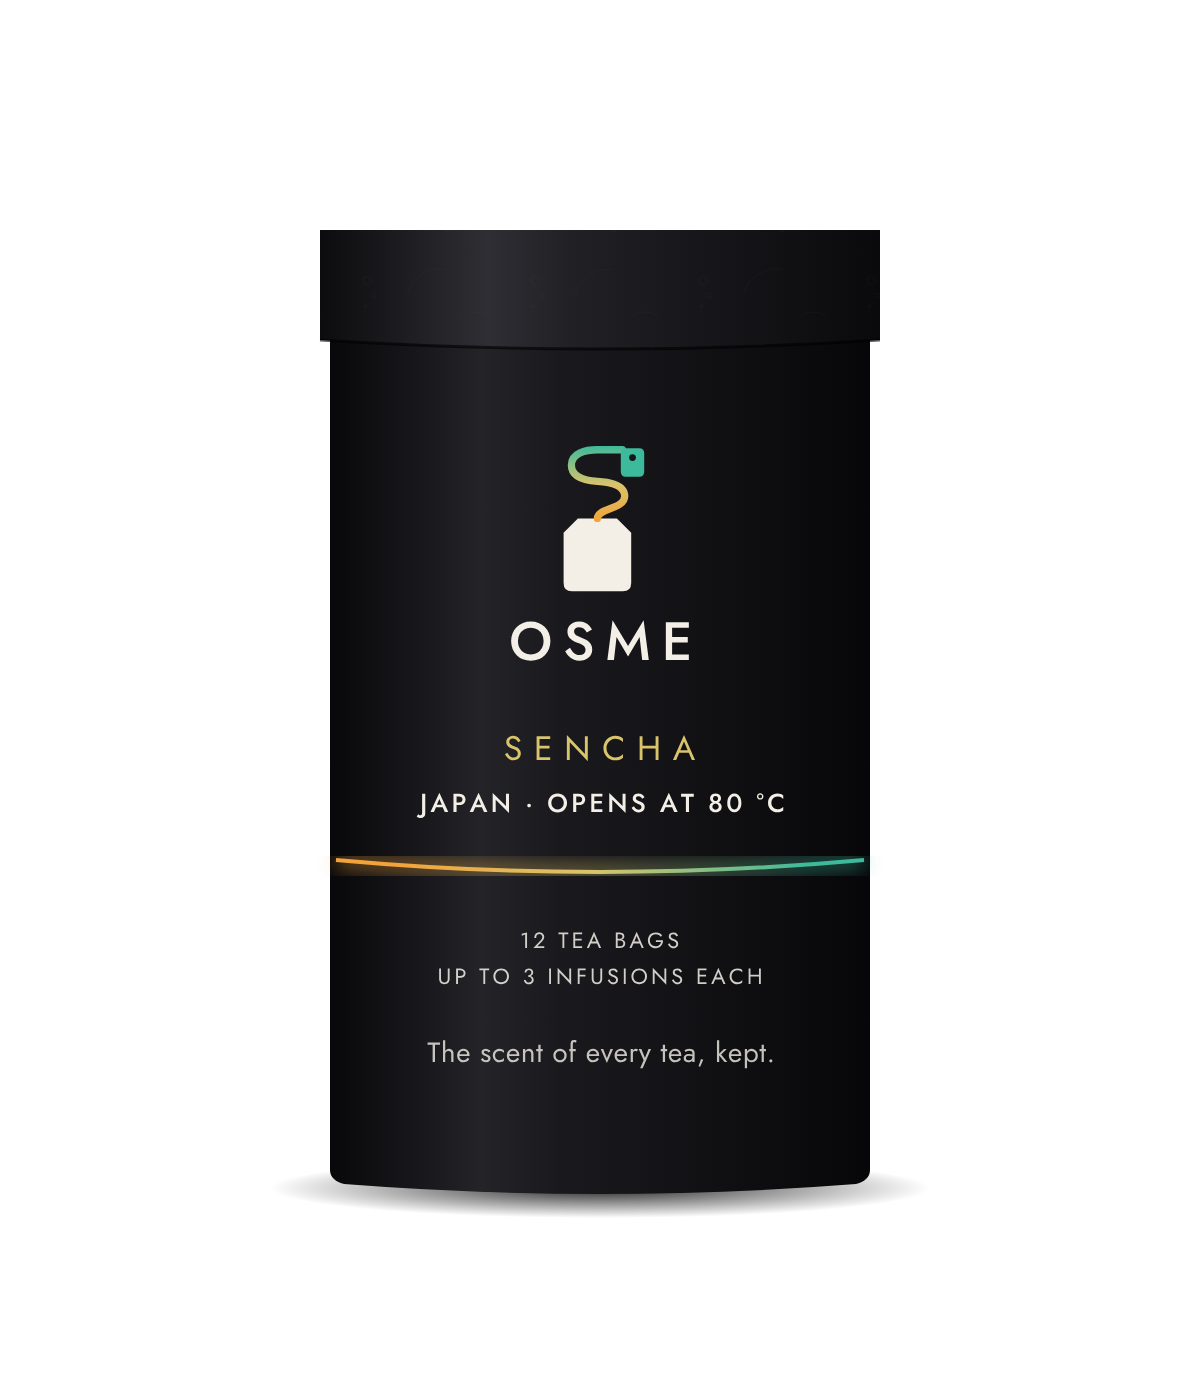 OSME
SENCHA
JAPAN · OPENS AT 80 °C
12 TEA BAGS
UP TO 3 INFUSIONS EACH
The scent of every tea, kept.